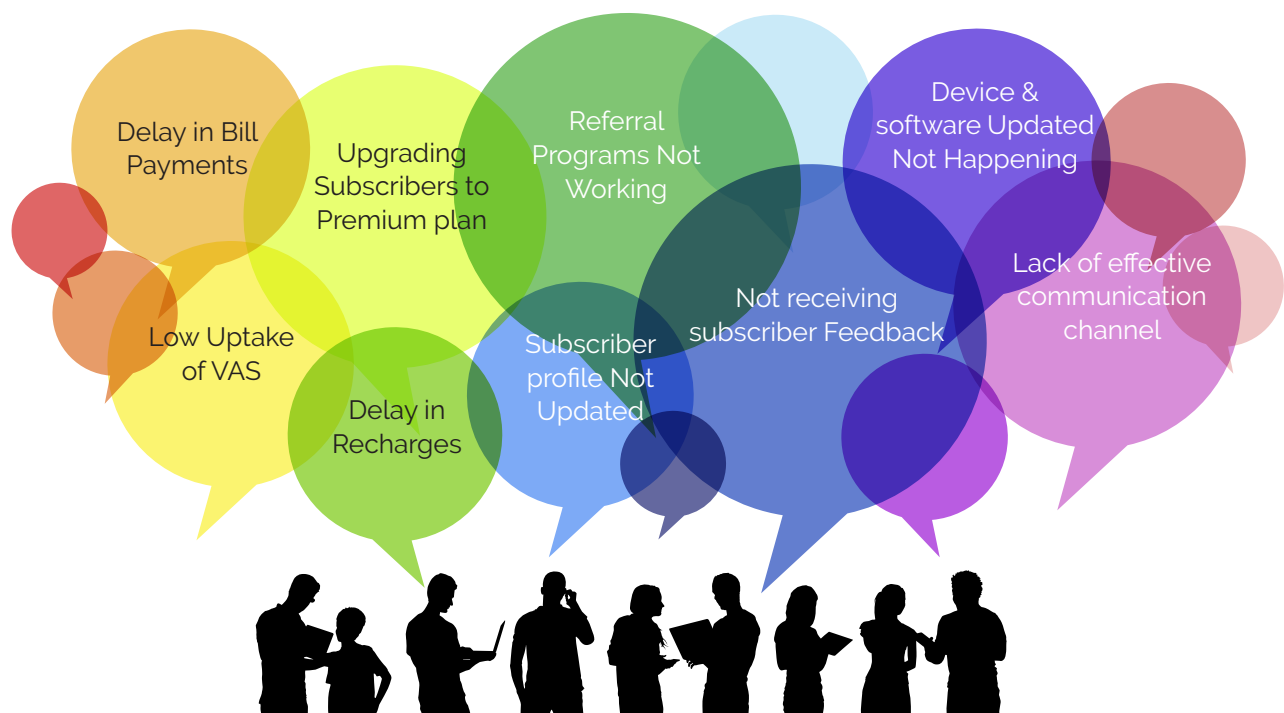 Delay in Bill
Payments
Upgrading
Subscribers to
Premium plan
Referral
Programs Not
Working
Device &
software Updated
Not Happening
Low Uptake
of VAS
Delay in
Recharges
Subscriber
profile Not
Updated
Not receiving
subscriber Feedback
Lack of effective
communication
channel